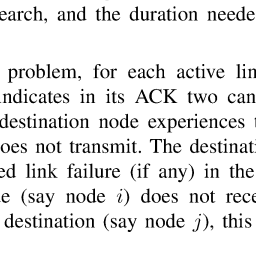 earch, and the duration neede
problem, for each active lin
indicates in its ACK two can
destination node experiences t
oes not transmit. The destinati
ed link failure (if any) in the
e (say node i) does not rece
destination (say node j), this